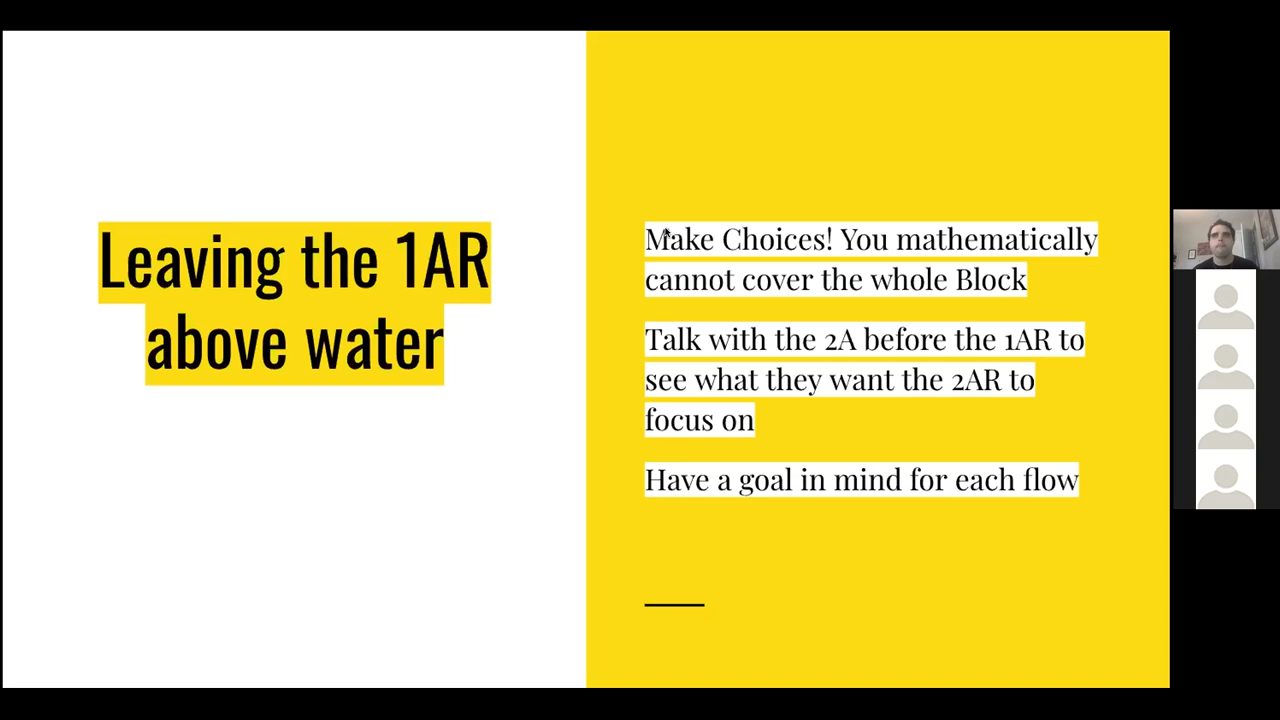 Leaving the 1AR
above water
Make Choices! You mathematically
cannot cover the whole Block
Talk with the 2A before the 1AR to
see what they want the 2AR to
focus on
Have a goal in mind for each flow